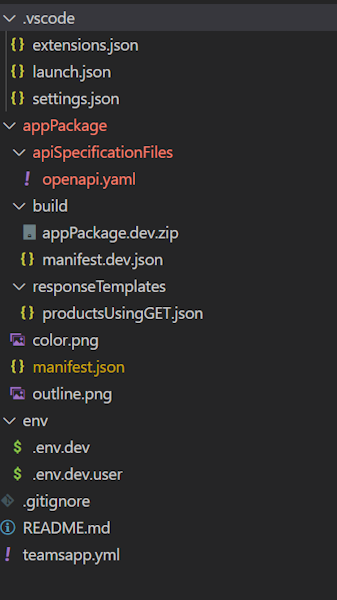 .vscode
{} extensions.json
{} launch.json
{} settings.json
appPackage
apiSpecificationFiles
! openapi.yaml
build
appPackage.dev.zip
{} manifest.dev.json
responseTemplates
{} productsUsingGET.json
color.png
{} manifest.json
outline.png
env
$ .env.dev
$ .env.dev.user
.gitignore
README.md
! teamsapp.yml